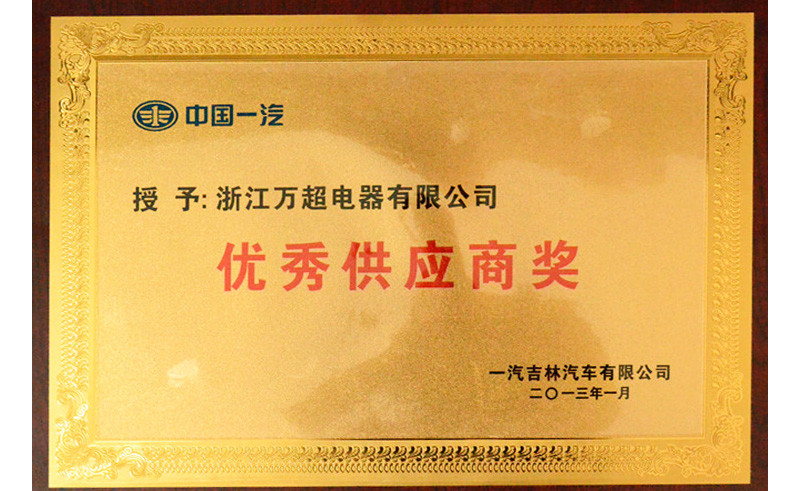 中国一汽
授 予: 浙江万超电器有限公司
优秀供应商奖
一汽吉林汽车有限公司
二〇一三年一月